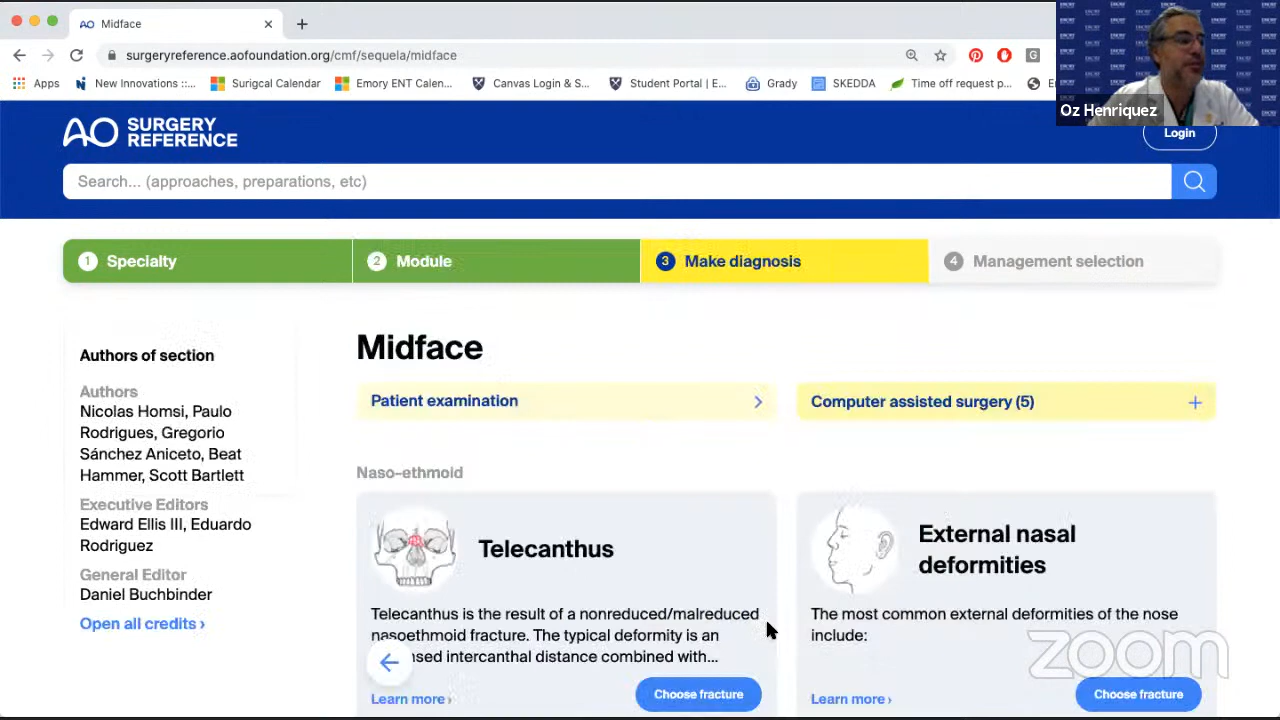 Midface
surgeryreference.aofoundation.org/cmf/sequela/midface
Apps
New Innovations ::...
Surigcal Calendar
Emory ENT Calen...
Canvas Login & S...
Student Portal | E...
Grady
SKEDDA
Time off request p...
Oz Henriquez
AO SURGERY
REFERENCE
Login
Search... (approaches, preparations, etc)
1 Specialty
2 Module
3 Make diagnosis
4 Management selection
Authors of section
Authors
Nicolas Homsi, Paulo
Rodrigues, Gregorio
Sánchez Aniceto, Beat
Hammer, Scott Bartlett
Executive Editors
Edward Ellis III, Eduardo
Rodriguez
General Editor
Daniel Buchbinder
Open all credits ›
Midface
Patient examination
Computer assisted surgery (5)
Naso-ethmoid
Telecanthus
Telecanthus is the result of a nonreduced/malreduced
nasoethmoid fracture. The typical deformity is an
intercanthal distance combined with...
Learn more ›
Choose fracture
External nasal
deformities
The most common external deformities of the nose
include:
Learn more ›
Choose fracture
zoom